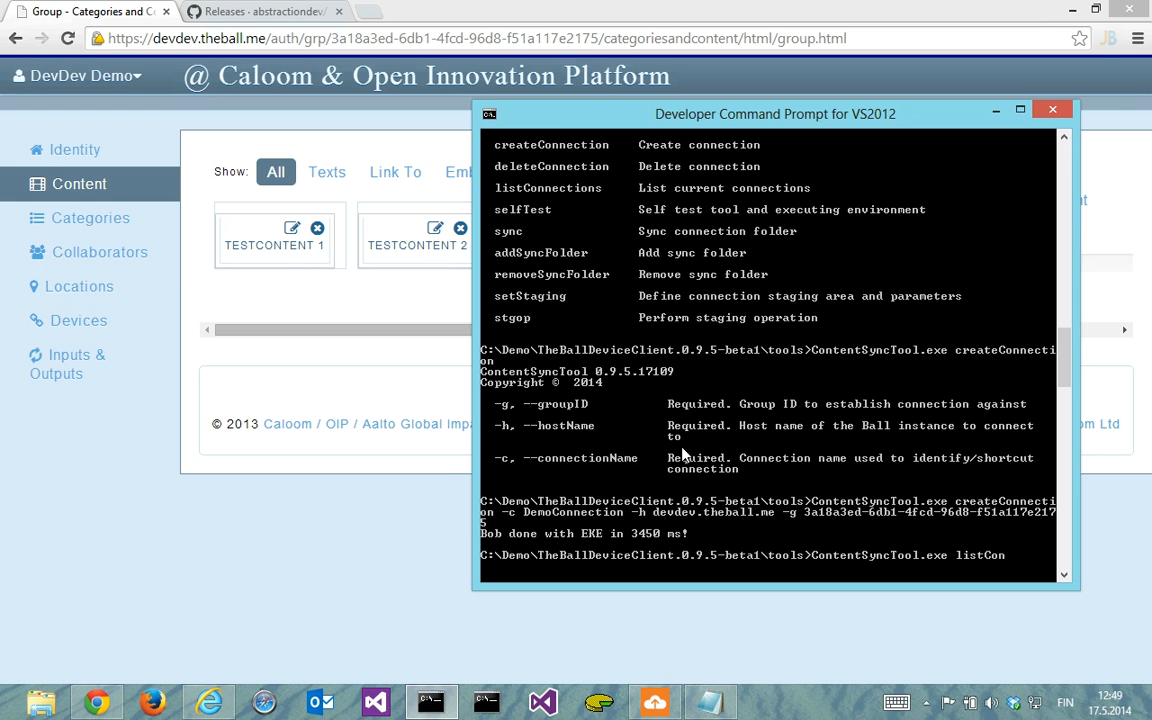 Group - Categories and C
Releases · abstractiondev/
https://devdev.theball.me/auth/grp/3a18a3ed-6db1-4fcd-96d8-f51a117e2175/categoriesandcontent/html/group.html
JB
DevDev Demo
@ Caloom & Open Innovation Platform
Identity
Content
Categories
Collaborators
Locations
Devices
Inputs &
Outputs
Show: All Texts Link To Emb
TESTCONTENT 1
TESTCONTENT 2
© 2013 Caloom / OIP / Aalto Global Impa
om Ltd
Developer Command Prompt for VS2012
createConnection Create connection
deleteConnection Delete connection
listConnections List current connections
selfTest Self test tool and executing environment
sync Sync connection folder
addSyncFolder Add sync folder
removeSyncFolder Remove sync folder
setStaging Define connection staging area and parameters
stgop Perform staging operation
C:\Demo\TheBallDeviceClient.0.9.5-beta1\tools>ContentSyncTool.exe createConnecti
on
ContentSyncTool 0.9.5.17109
Copyright © 2014
-g, --groupID Required. Group ID to establish connection against
-h, --hostName Required. Host name of the Ball instance to connect
to
-c, --connectionName Required. Connection name used to identify/shortcut
connection
C:\Demo\TheBallDeviceClient.0.9.5-beta1\tools>ContentSyncTool.exe createConnecti
on -c DemoConnection -h devdev.theball.me -g 3a18a3ed-6db1-4fcd-96d8-f51a117e217
5
Bob done with EKE in 3450 ms!
C:\Demo\TheBallDeviceClient.0.9.5-beta1\tools>ContentSyncTool.exe listCon
FIN
12:49
17.5.2014